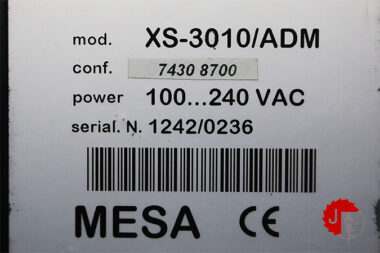 mod. XS-3010/ADM
conf. 7430 8700
power 100...240 VAC
serial. N. 1242/0236
MESA CE